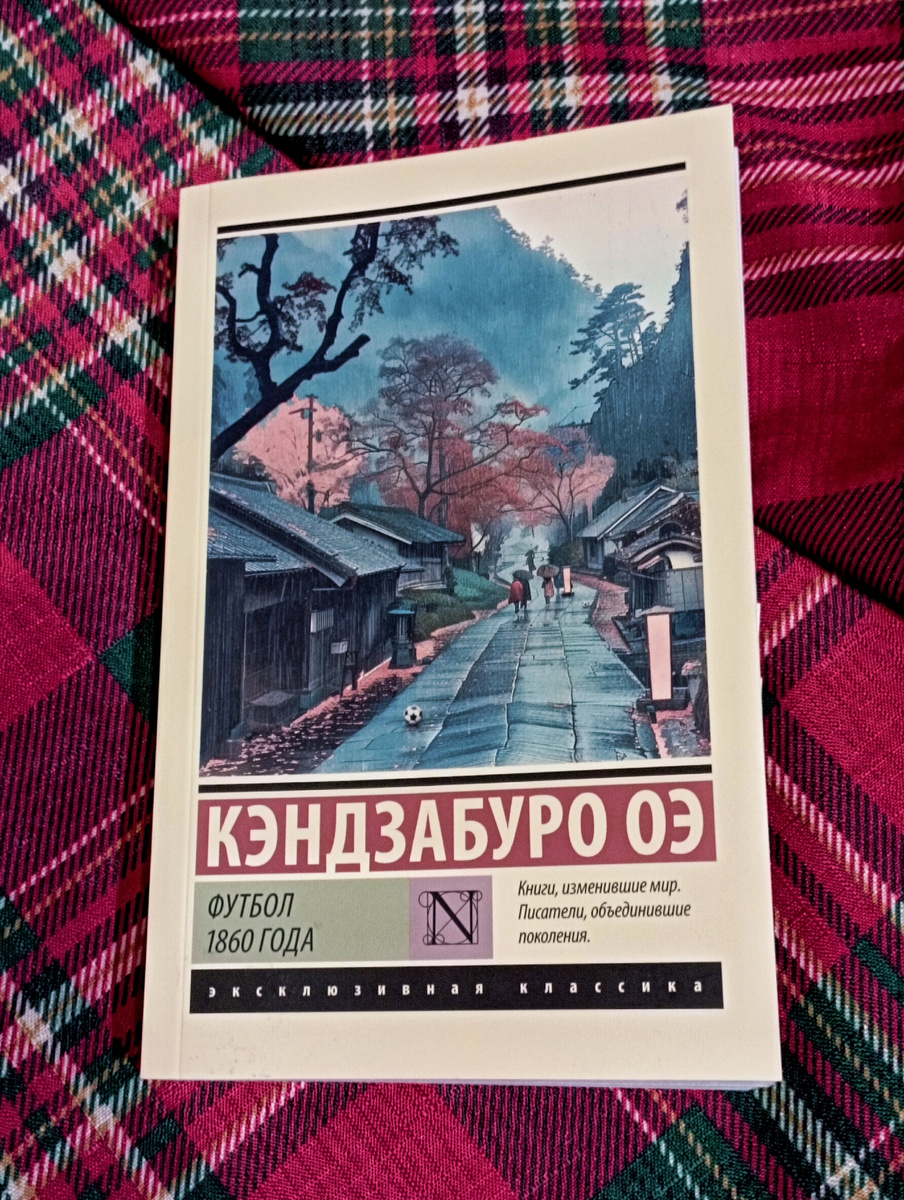 КЭНДЗАБУРО ОЭ
ФУТБОЛ
1860 ГОДА
N
Книги, изменившие мир.
Писатели, объединившие
поколения.
эксклюзивная классика